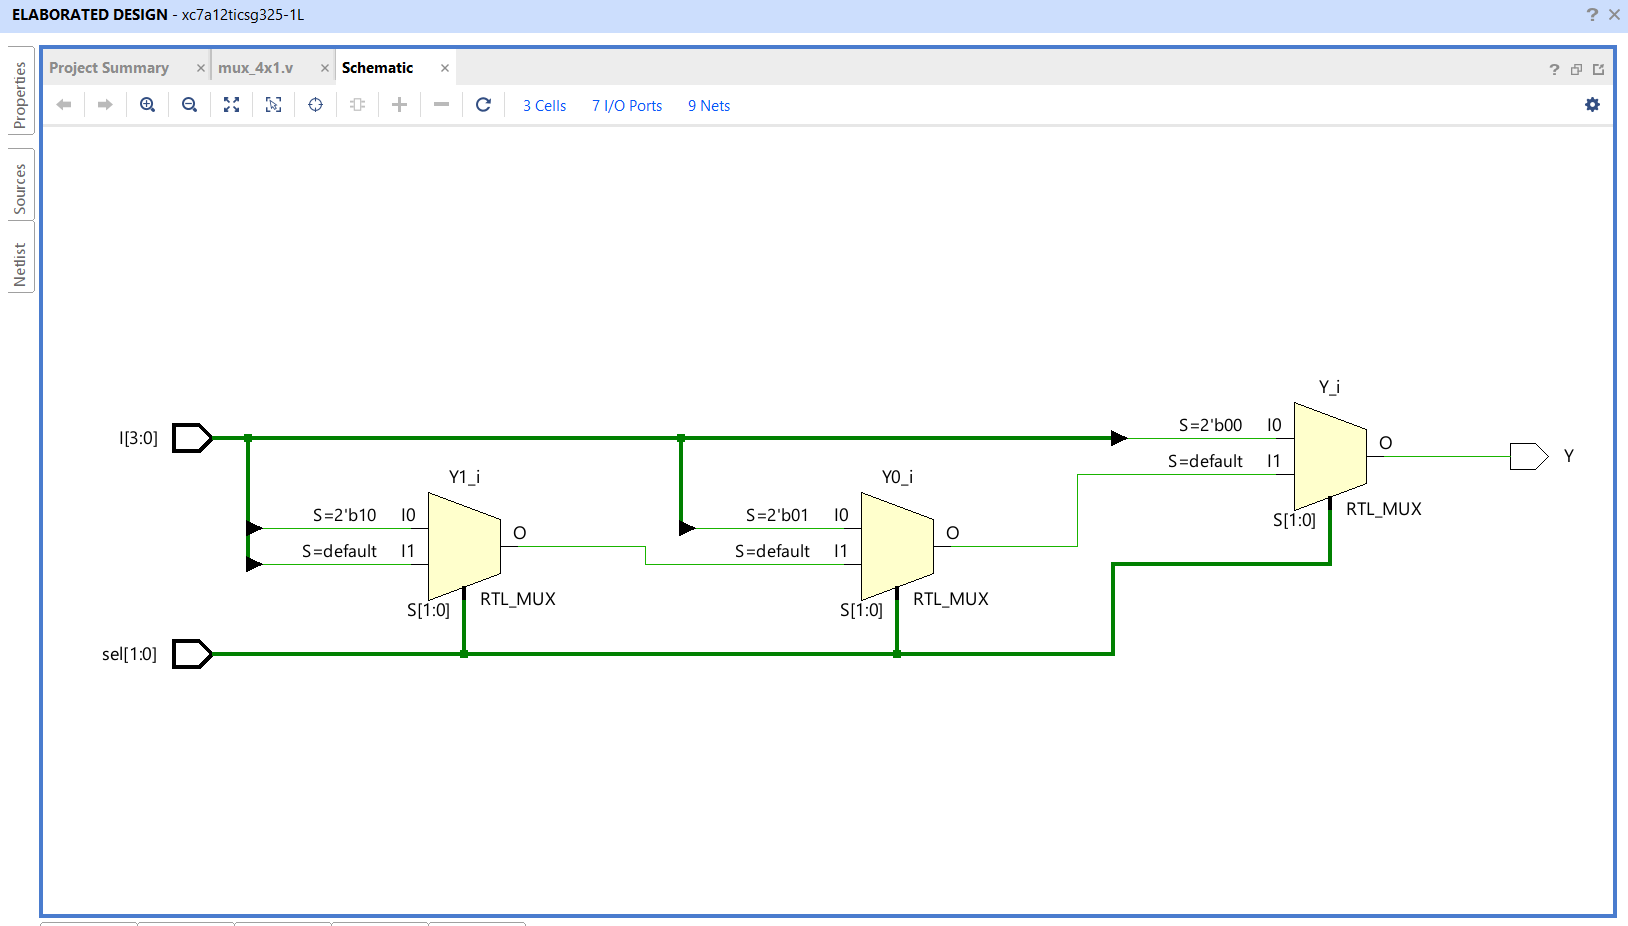 ELABORATED DESIGN - xc7a12ticsg325-1L
Properties
Sources
Netlist
Project Summary
mux_4x1.v
Schematic
3 Cells
7 I/O Ports
9 Nets
Y_i
I[3:0]
S=2'b00 I0
S=default I1
O
Y
S[1:0]
RTL_MUX
Y1_i
S=2'b10 I0
S=default I1
O
S[1:0]
RTL_MUX
Y0_i
S=2'b01 I0
S=default I1
O
S[1:0]
RTL_MUX
sel[1:0]